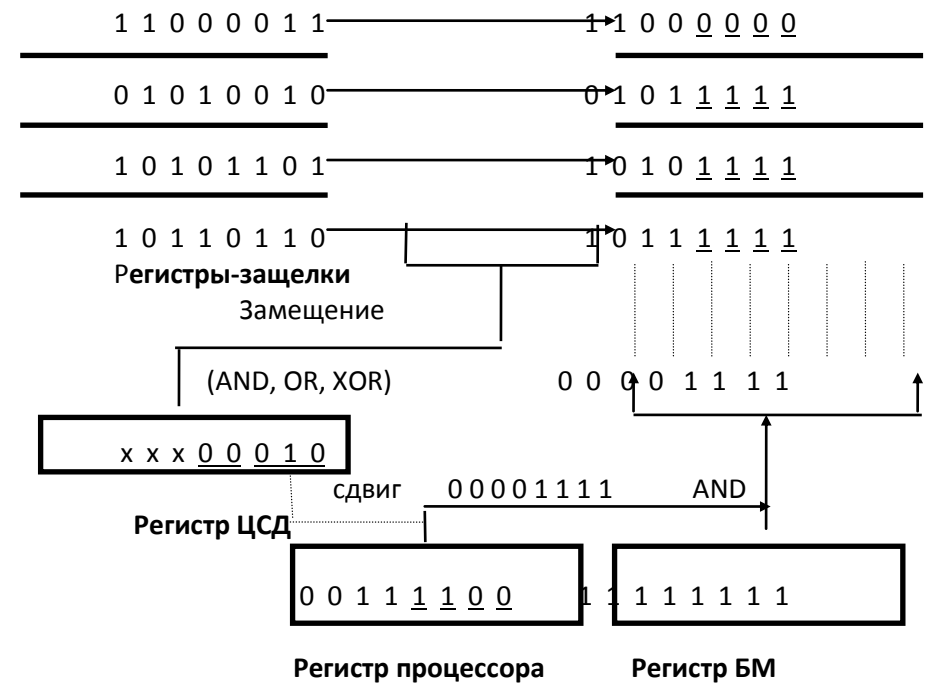 1 1 0 0 0 0 1 1 1 1 0 0 0 0 0 0
0 1 0 1 0 0 1 0 0 1 0 1 1 1 1 1
1 0 1 0 1 1 0 1 1 0 1 0 1 1 1 1
1 0 1 1 0 1 1 0 1 0 1 1 1 1 1 1
Регистры-защелки
Замещение
(AND, OR, XOR) 0 0 0 0 1 1 1 1
x x x 0 0 0 1 0
сдвиг 0 0 0 0 1 1 1 1 AND
Регистр ЦСД
0 0 1 1 1 1 0 0 1 1 1 1 1 1 1 1
Регистр процессора Регистр БМ